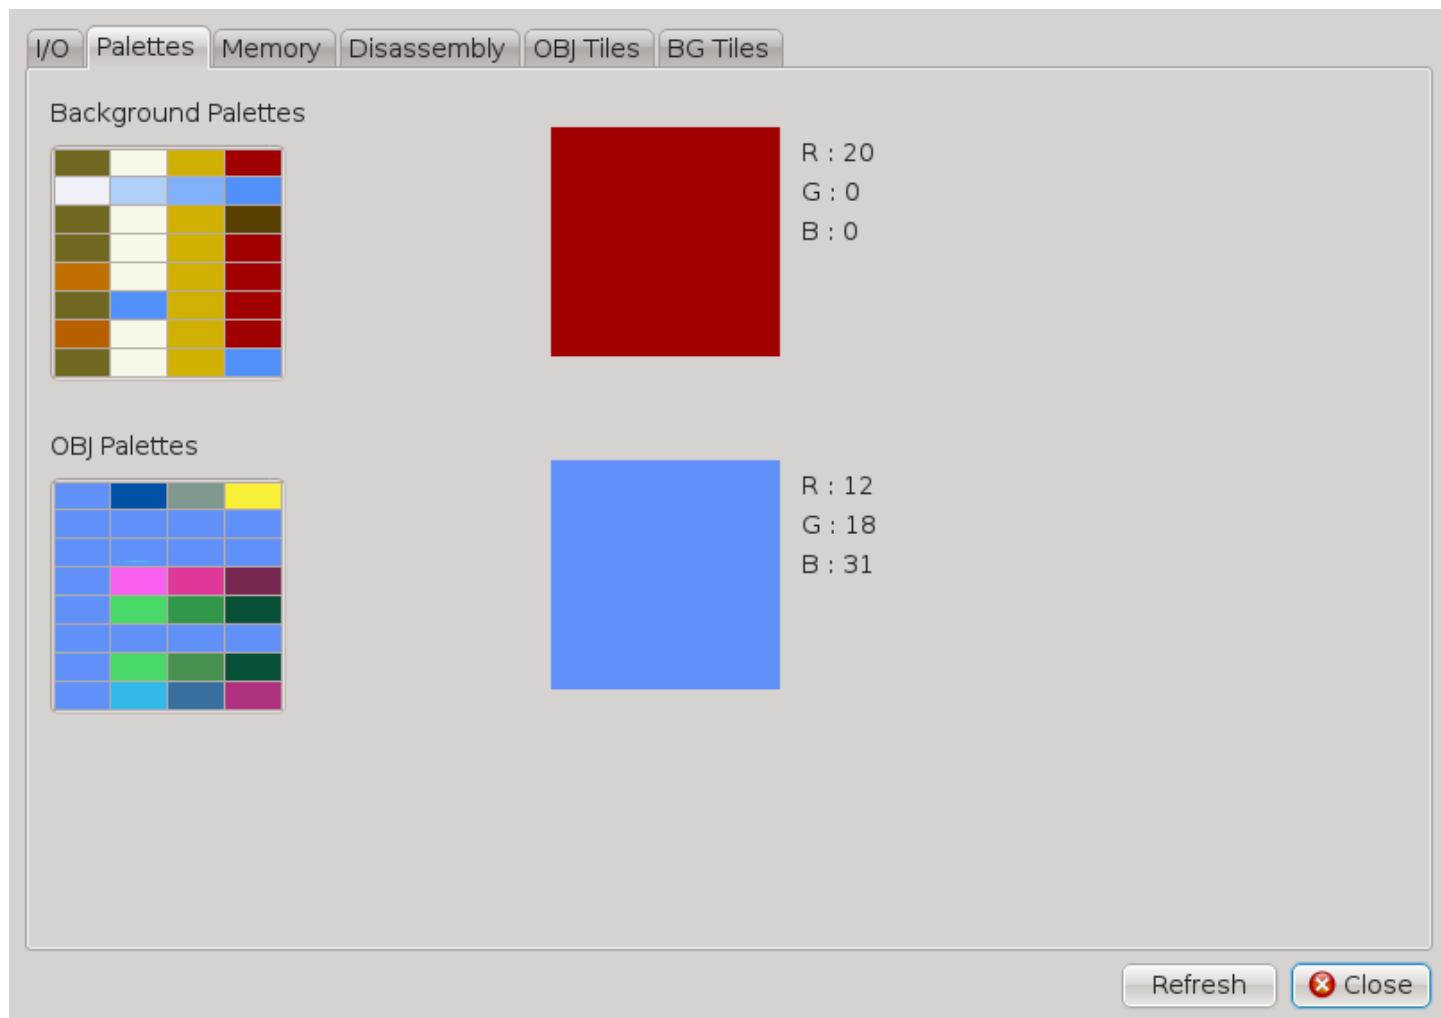 I/O Palettes Memory Disassembly OBJ Tiles BG Tiles
Background Palettes
R : 20
G : 0
B : 0
OBJ Palettes
R : 12
G : 18
B : 31
Refresh Close